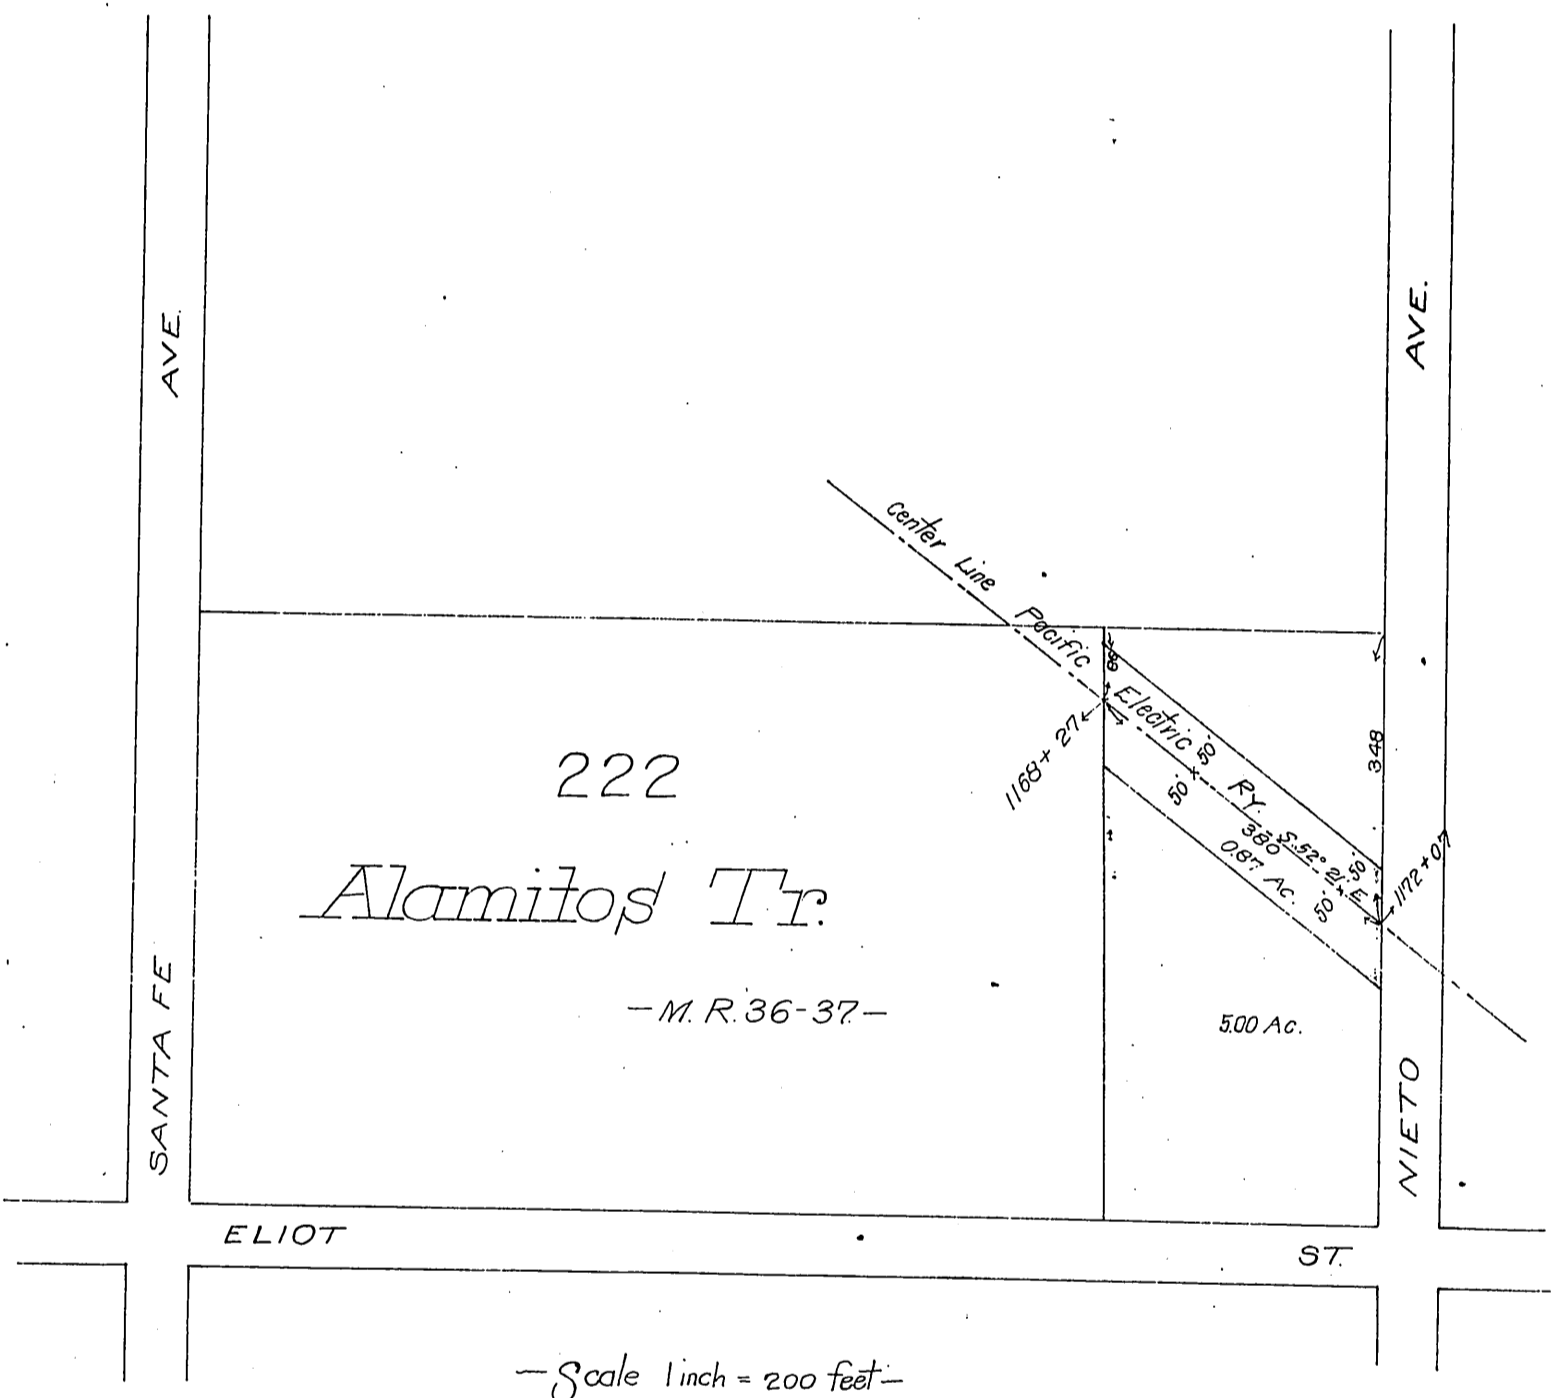 AVE.
AVE.
Center Line Pacific Electric RY.
88
348
1168+27
50'
50'
S. 52° 21' E.
380
0.87 AC.
50'
50'
1172+07
222
Alamitos Tr.
—M. R. 36-37.—
5.00 Ac.
SANTA FE
NIETO
ELIOT
ST.
—Scale 1 inch = 200 feet—